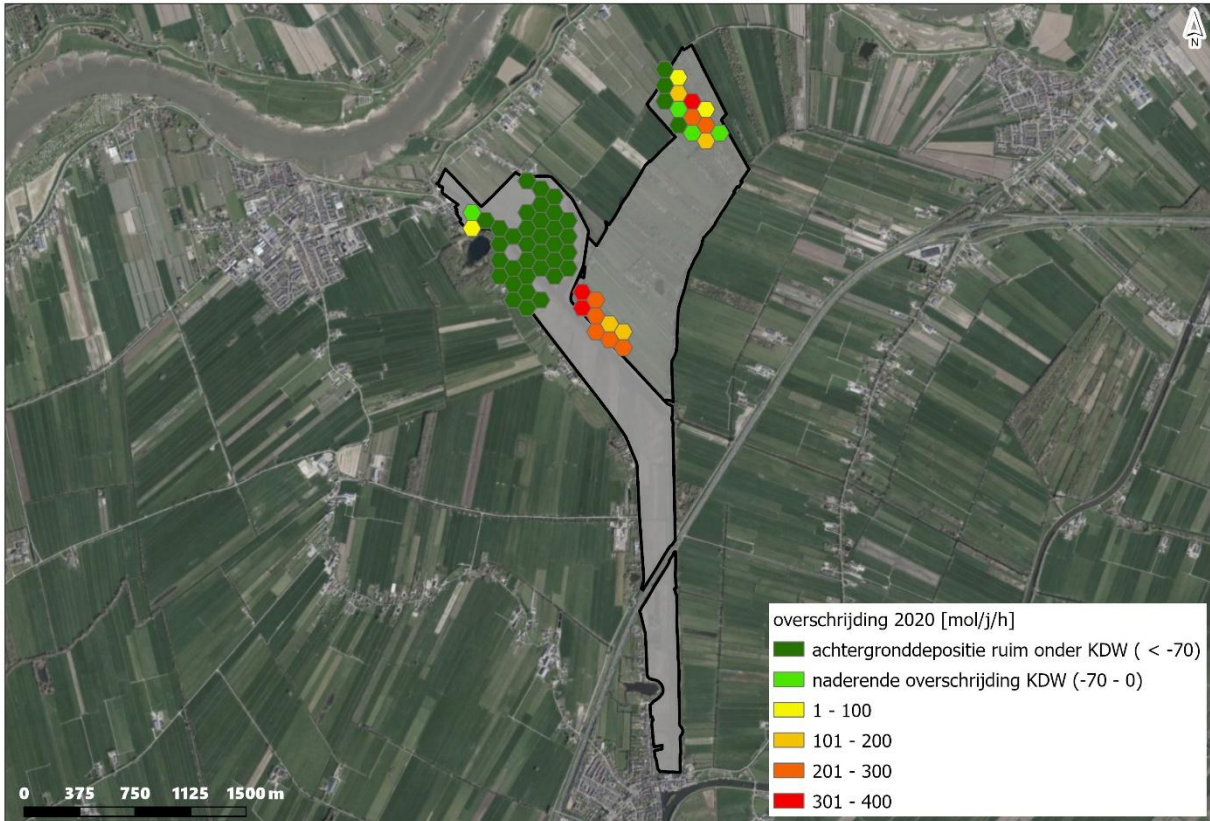 N
overschrijding 2020 [mol/j/h]
achtergronddepositie ruim onder KDW ( < -70)
naderende overschrijding KDW (-70 - 0)
1 - 100
101 - 200
201 - 300
301 - 400
0 375 750 1125 1500 m